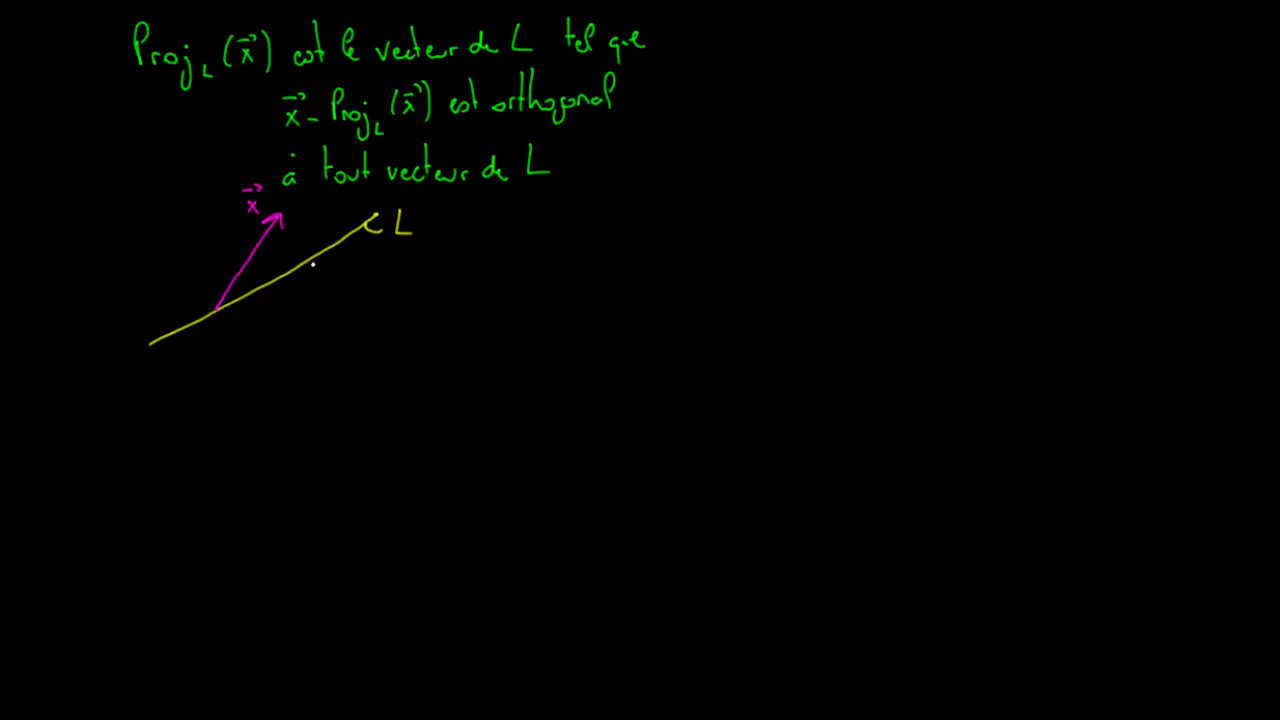 Proj_L (x⃗) est le vecteur de L tel que
x⃗ - Proj_L (x⃗) est orthogonal
à tout vecteur de L
x⃗
L